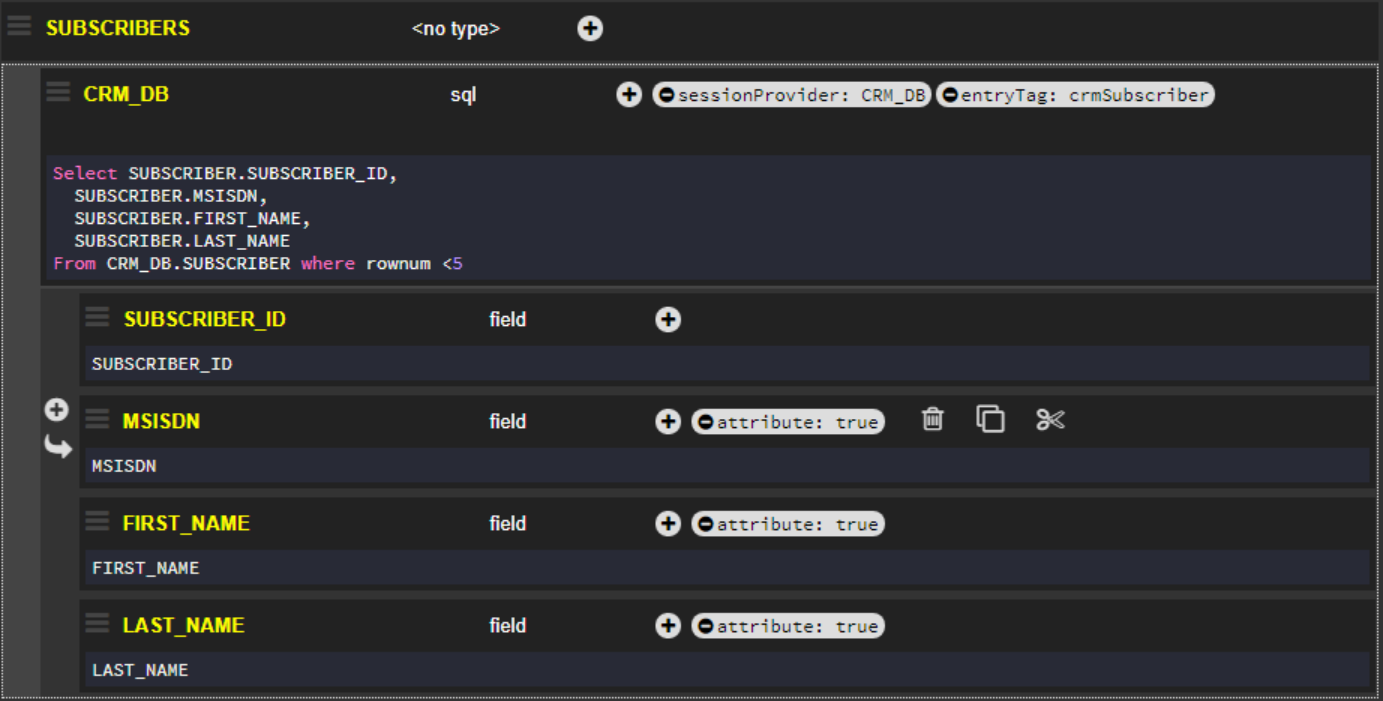 SUBSCRIBERS <no type>
CRM_DB sql sessionProvider: CRM_DB entryTag: crmSubscriber
Select SUBSCRIBER.SUBSCRIBER_ID,
SUBSCRIBER.MSISDN,
SUBSCRIBER.FIRST_NAME,
SUBSCRIBER.LAST_NAME
From CRM_DB.SUBSCRIBER where rownum <5
SUBSCRIBER_ID field
SUBSCRIBER_ID
MSISDN field attribute: true
MSISDN
FIRST_NAME field attribute: true
FIRST_NAME
LAST_NAME field attribute: true
LAST_NAME